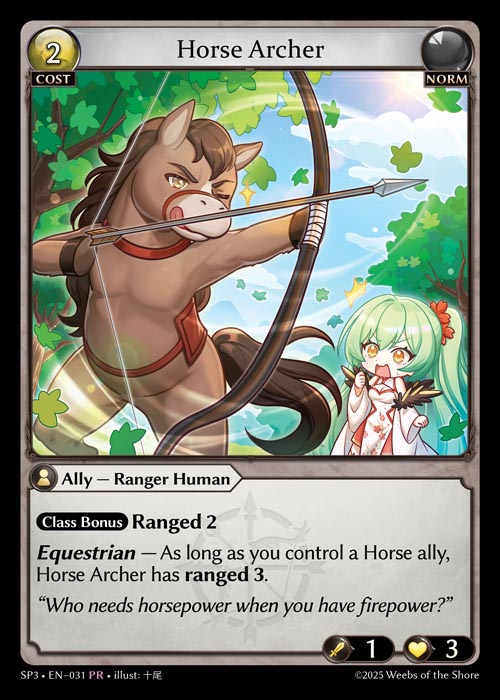 2
Horse Archer
COST
NORM
Ally — Ranger Human
Class Bonus Ranged 2
Equestrian — As long as you control a Horse ally,
Horse Archer has ranged 3.
“Who needs horsepower when you have firepower?”
1
3
SP3 • EN–031 PR • illust: 十尾
©2025 Weebs of the Shore